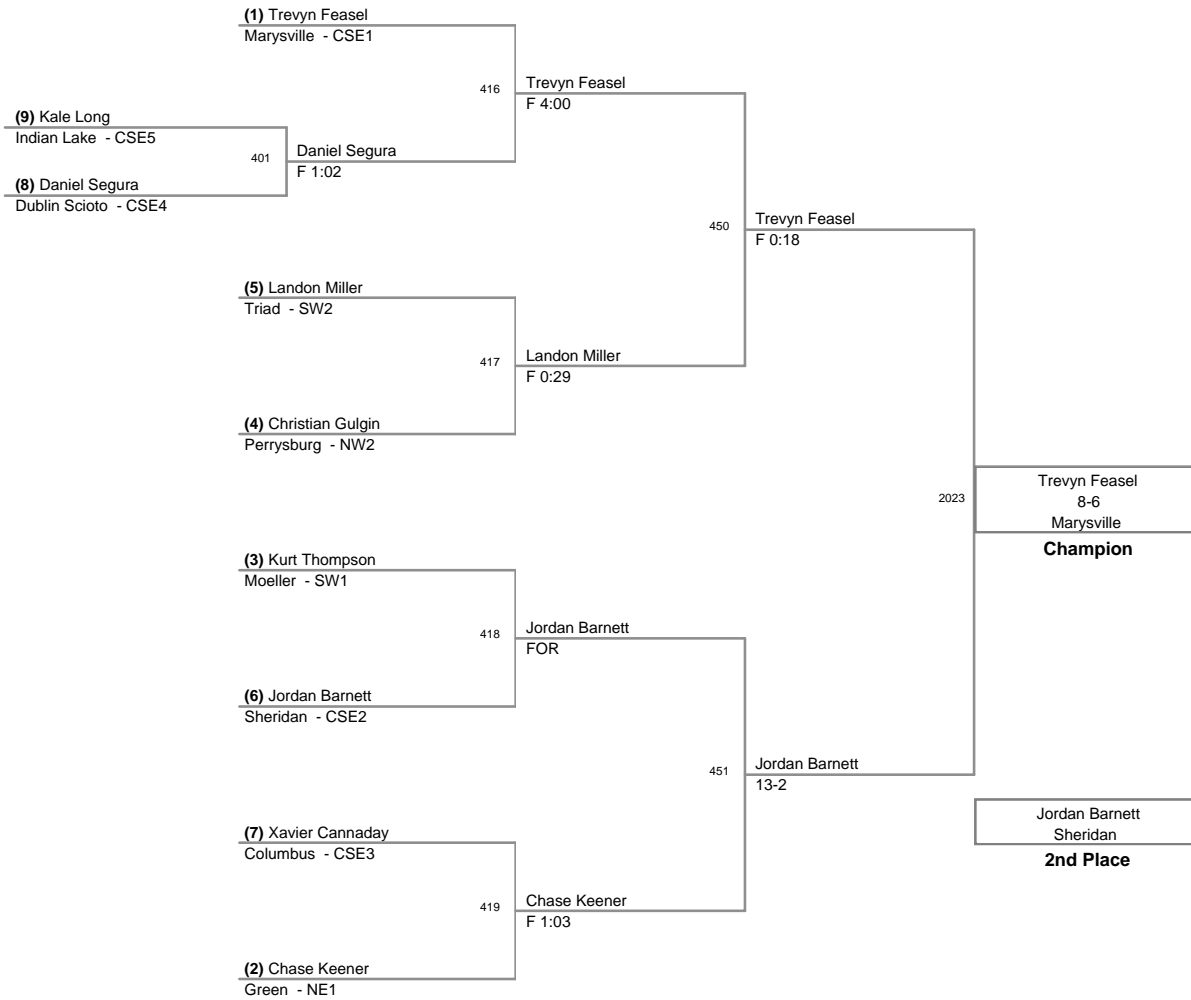 (1) Trevyn Feasel
Marysville - CSE1
416
Trevyn Feasel
F 4:00
(9) Kale Long
Indian Lake - CSE5
401
Daniel Segura
F 1:02
(8) Daniel Segura
Dublin Scioto - CSE4
450
Trevyn Feasel
F 0:18
(5) Landon Miller
Triad - SW2
417
Landon Miller
F 0:29
(4) Christian Gulgin
Perrysburg - NW2
2023
Trevyn Feasel
8-6
Marysville
Champion
(3) Kurt Thompson
Moeller - SW1
418
Jordan Barnett
FOR
(6) Jordan Barnett
Sheridan - CSE2
451
Jordan Barnett
13-2
Jordan Barnett
Sheridan
2nd Place
(7) Xavier Cannaday
Columbus - CSE3
419
Chase Keener
F 1:03
(2) Chase Keener
Green - NE1